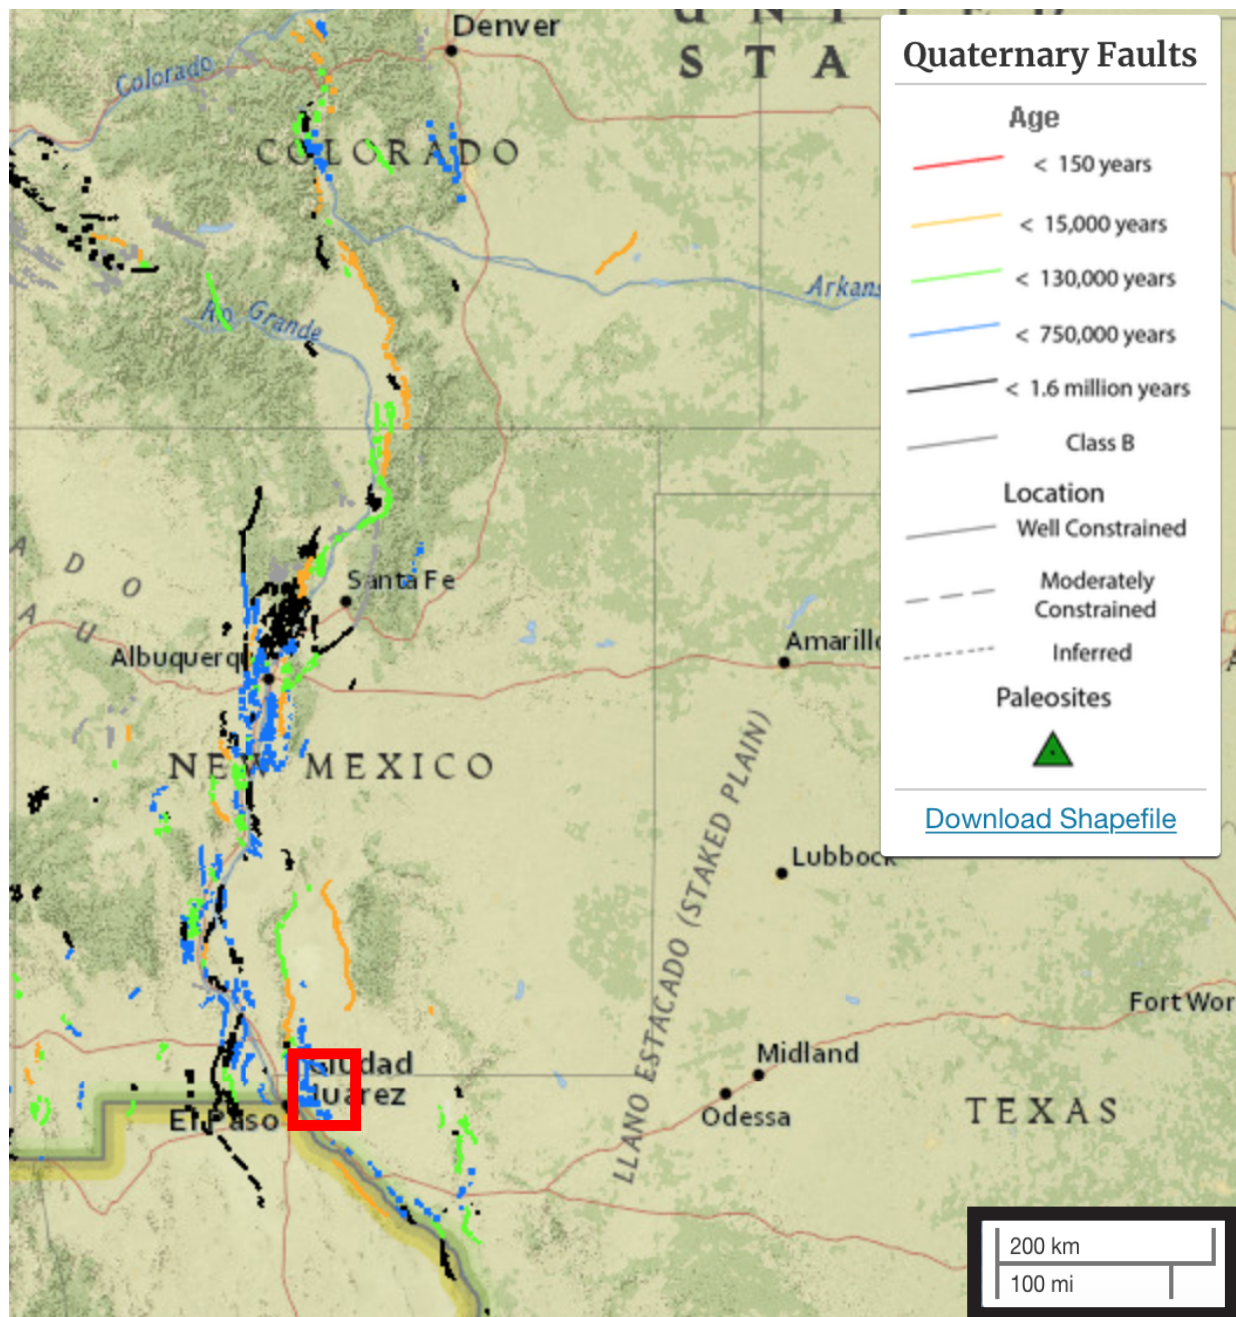 Denver
U N I T E D
S T A
Colorado
COLORADO
Arkans
Rio Grande
A D O
A U
Santa Fe
Albuquerqu
Amarillo
NEW MEXICO
LLANO ESTACADO (STAKED PLAIN)
Lubbock
Fort Wor
Midland
Odessa
TEXAS
Ciudad
Juarez
El Paso
Quaternary Faults
Age
< 150 years
< 15,000 years
< 130,000 years
< 750,000 years
< 1.6 million years
Class B
Location
Well Constrained
Moderately
Constrained
Inferred
Paleosites
Download Shapefile
200 km
100 mi